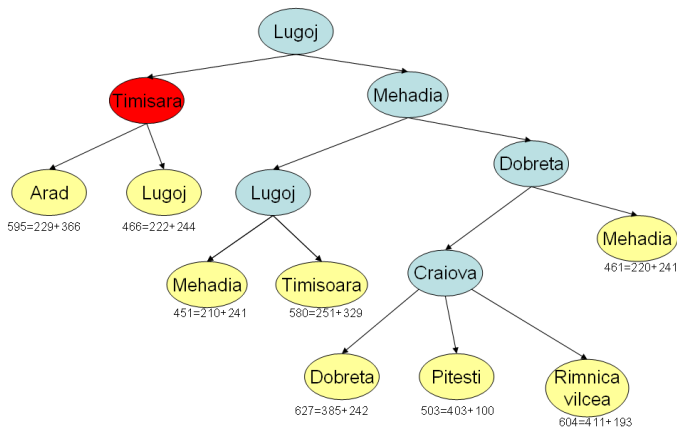 Lugoj
Timisara
Mehadia
Arad
595=229+366
Lugoj
466=222+244
Lugoj
Dobreta
Mehadia
451=210+241
Timisoara
580=251+329
Craiova
Mehadia
461=220+241
Dobreta
627=385+242
Pitesti
503=403+100
Rimnica
vilcea
604=411+193